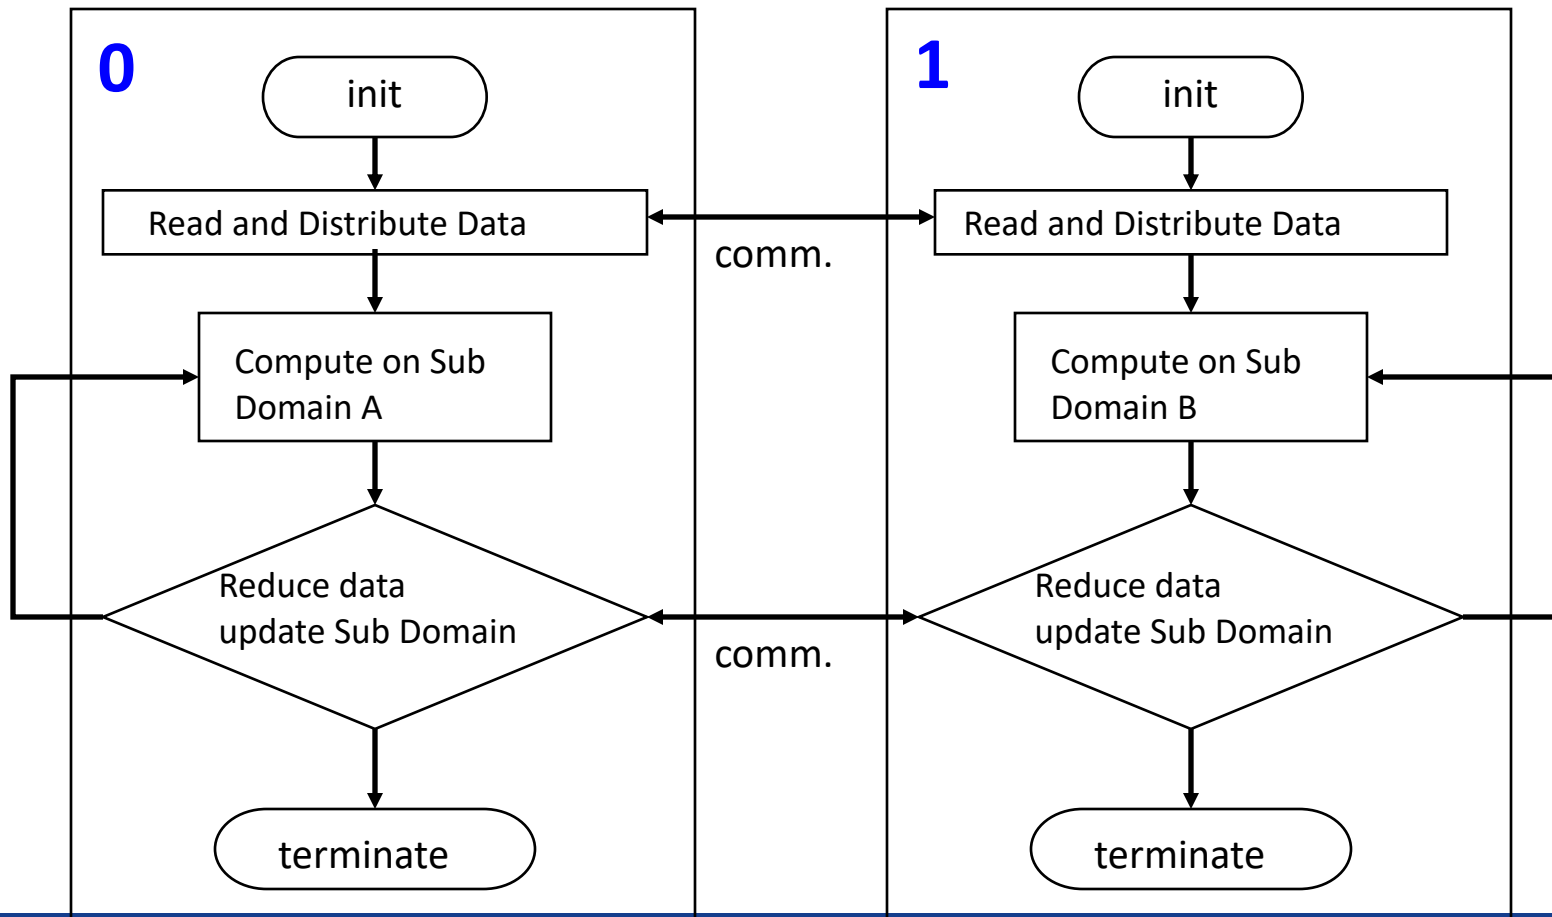 0
init
Read and Distribute Data
Compute on Sub
Domain A
Reduce data
update Sub Domain
terminate
comm.
comm.
1
init
Read and Distribute Data
Compute on Sub
Domain B
Reduce data
update Sub Domain
terminate